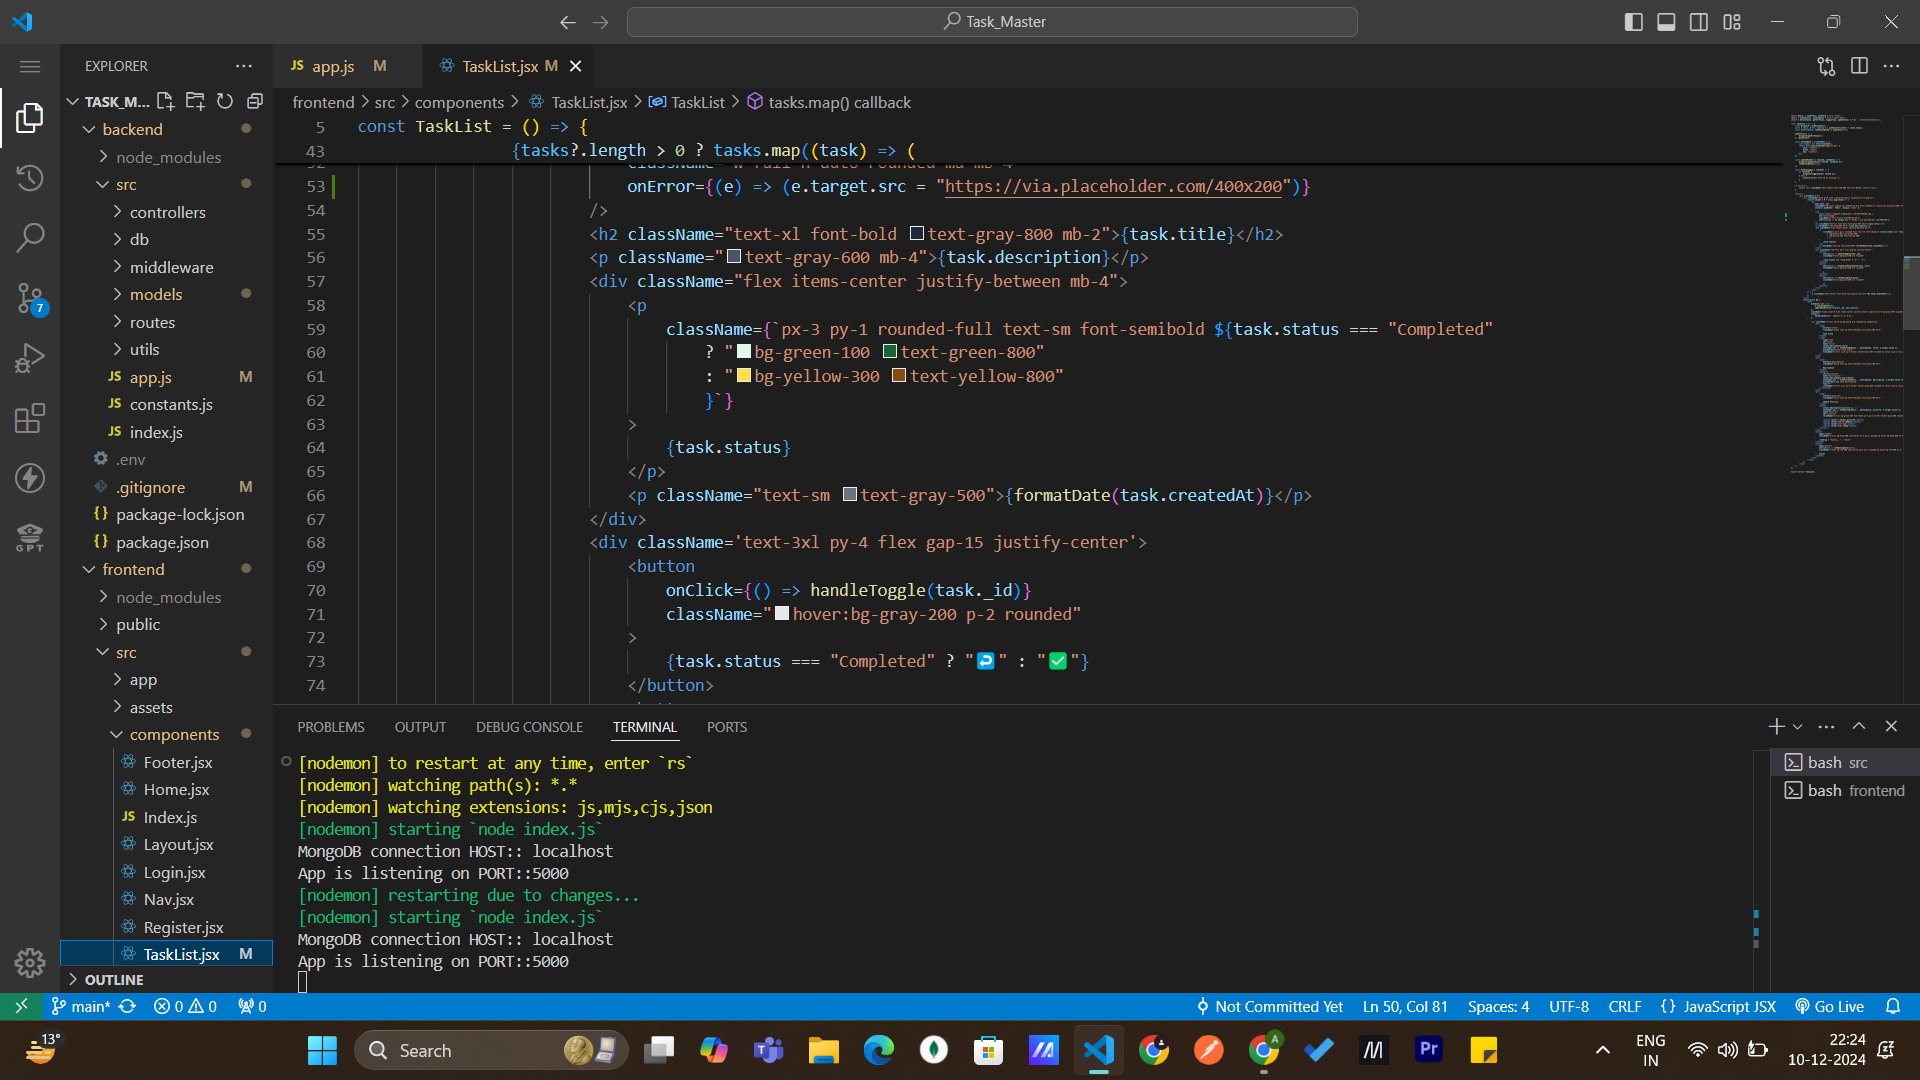 Task_Master
EXPLORER
TASK_M...
backend
node_modules
src
controllers
db
middleware
models
routes
utils
JS app.js M
JS constants.js
JS index.js
.env
.gitignore M
{} package-lock.json
{} package.json
frontend
node_modules
public
src
app
assets
components
Footer.jsx
Home.jsx
JS Index.js
Layout.jsx
Login.jsx
Nav.jsx
Register.jsx
TaskList.jsx M
OUTLINE
7
GPT
JS app.js M
TaskList.jsx M
frontend > src > components > TaskList.jsx > TaskList > tasks.map() callback
5 const TaskList = () => {
43 {tasks?.length > 0 ? tasks.map((task) => (
53 onError={(e) => (e.target.src = "https://via.placeholder.com/400x200")}
54 />
55 <h2 className="text-xl font-bold text-gray-800 mb-2">{task.title}</h2>
56 <p className="text-gray-600 mb-4">{task.description}</p>
57 <div className="flex items-center justify-between mb-4">
58 <p
59 className={`px-3 py-1 rounded-full text-sm font-semibold ${task.status === "Completed"
60 ? "bg-green-100 text-green-800"
61 : "bg-yellow-300 text-yellow-800"
62 }`}
63 >
64 {task.status}
65 </p>
66 <p className="text-sm text-gray-500">{formatDate(task.createdAt)}</p>
67 </div>
68 <div className='text-3xl py-4 flex gap-15 justify-center'>
69 <button
70 onClick={() => handleToggle(task._id)}
71 className="hover:bg-gray-200 p-2 rounded"
72 >
73 {task.status === "Completed" ? "↩️" : "✅"}
74 </button>
PROBLEMS OUTPUT DEBUG CONSOLE TERMINAL PORTS
[nodemon] to restart at any time, enter `rs`
[nodemon] watching path(s): *.*
[nodemon] watching extensions: js,mjs,cjs,json
[nodemon] starting `node index.js`
MongoDB connection HOST:: localhost
App is listening on PORT::5000
[nodemon] restarting due to changes...
[nodemon] starting `node index.js`
MongoDB connection HOST:: localhost
App is listening on PORT::5000
bash src
bash frontend
main* 0 0 0
Not Committed Yet Ln 50, Col 81 Spaces: 4 UTF-8 CRLF {} JavaScript JSX Go Live
13°
Search
A
Pr
ENG
IN
22:24
10-12-2024